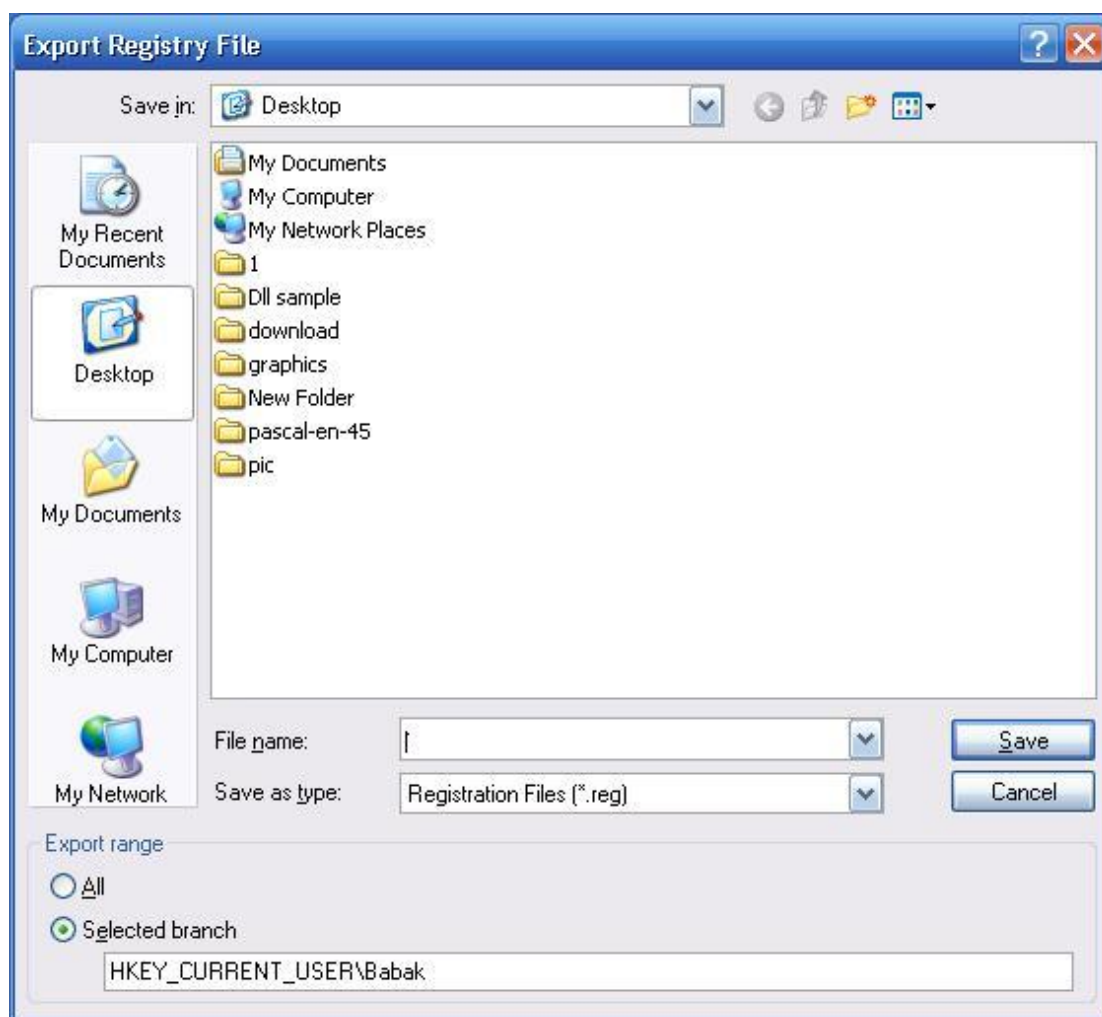 Export Registry File
Save in:
Desktop
My Recent
Documents
Desktop
My Documents
My Computer
My Network
My Documents
My Computer
My Network Places
1
Dll sample
download
graphics
New Folder
pascal-en-45
pic
File name:
Save
Save as type:
Registration Files (*.reg)
Cancel
Export range
All
Selected branch
HKEY_CURRENT_USER\Babak